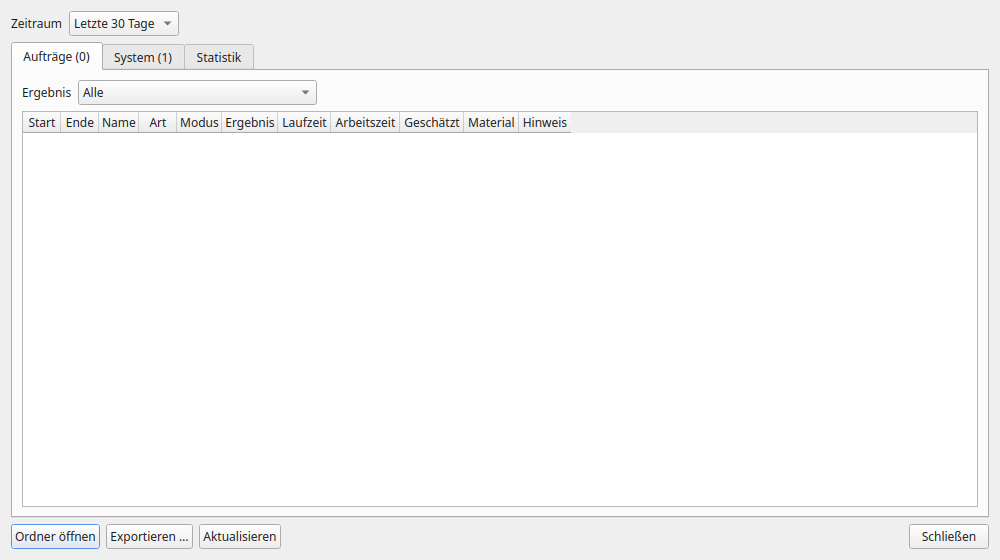 Zeitraum Letzte 30 Tage
Aufträge (0) System (1) Statistik
Ergebnis Alle
Start Ende Name Art Modus Ergebnis Laufzeit Arbeitszeit Geschätzt Material Hinweis
Ordner öffnen Exportieren ... Aktualisieren Schließen